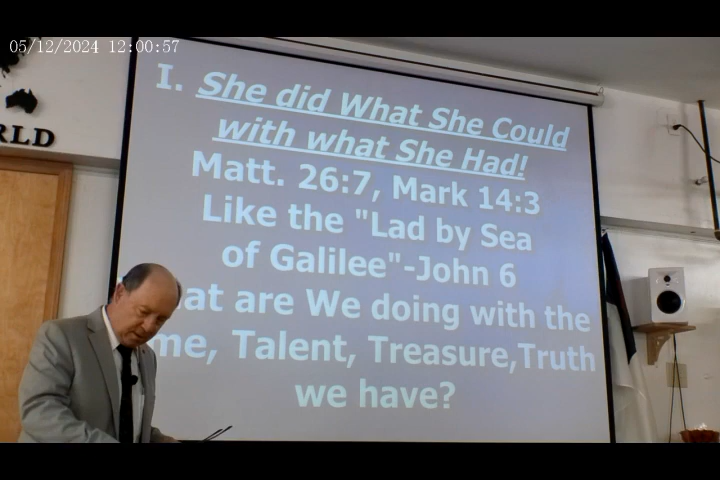 05/12/2024 12:00:57
RLD
I. She did What She Could
with what She Had!
Matt. 26:7, Mark 14:3
Like the "Lad by Sea
of Galilee"-John 6
at are We doing with the
me, Talent, Treasure,Truth
we have?